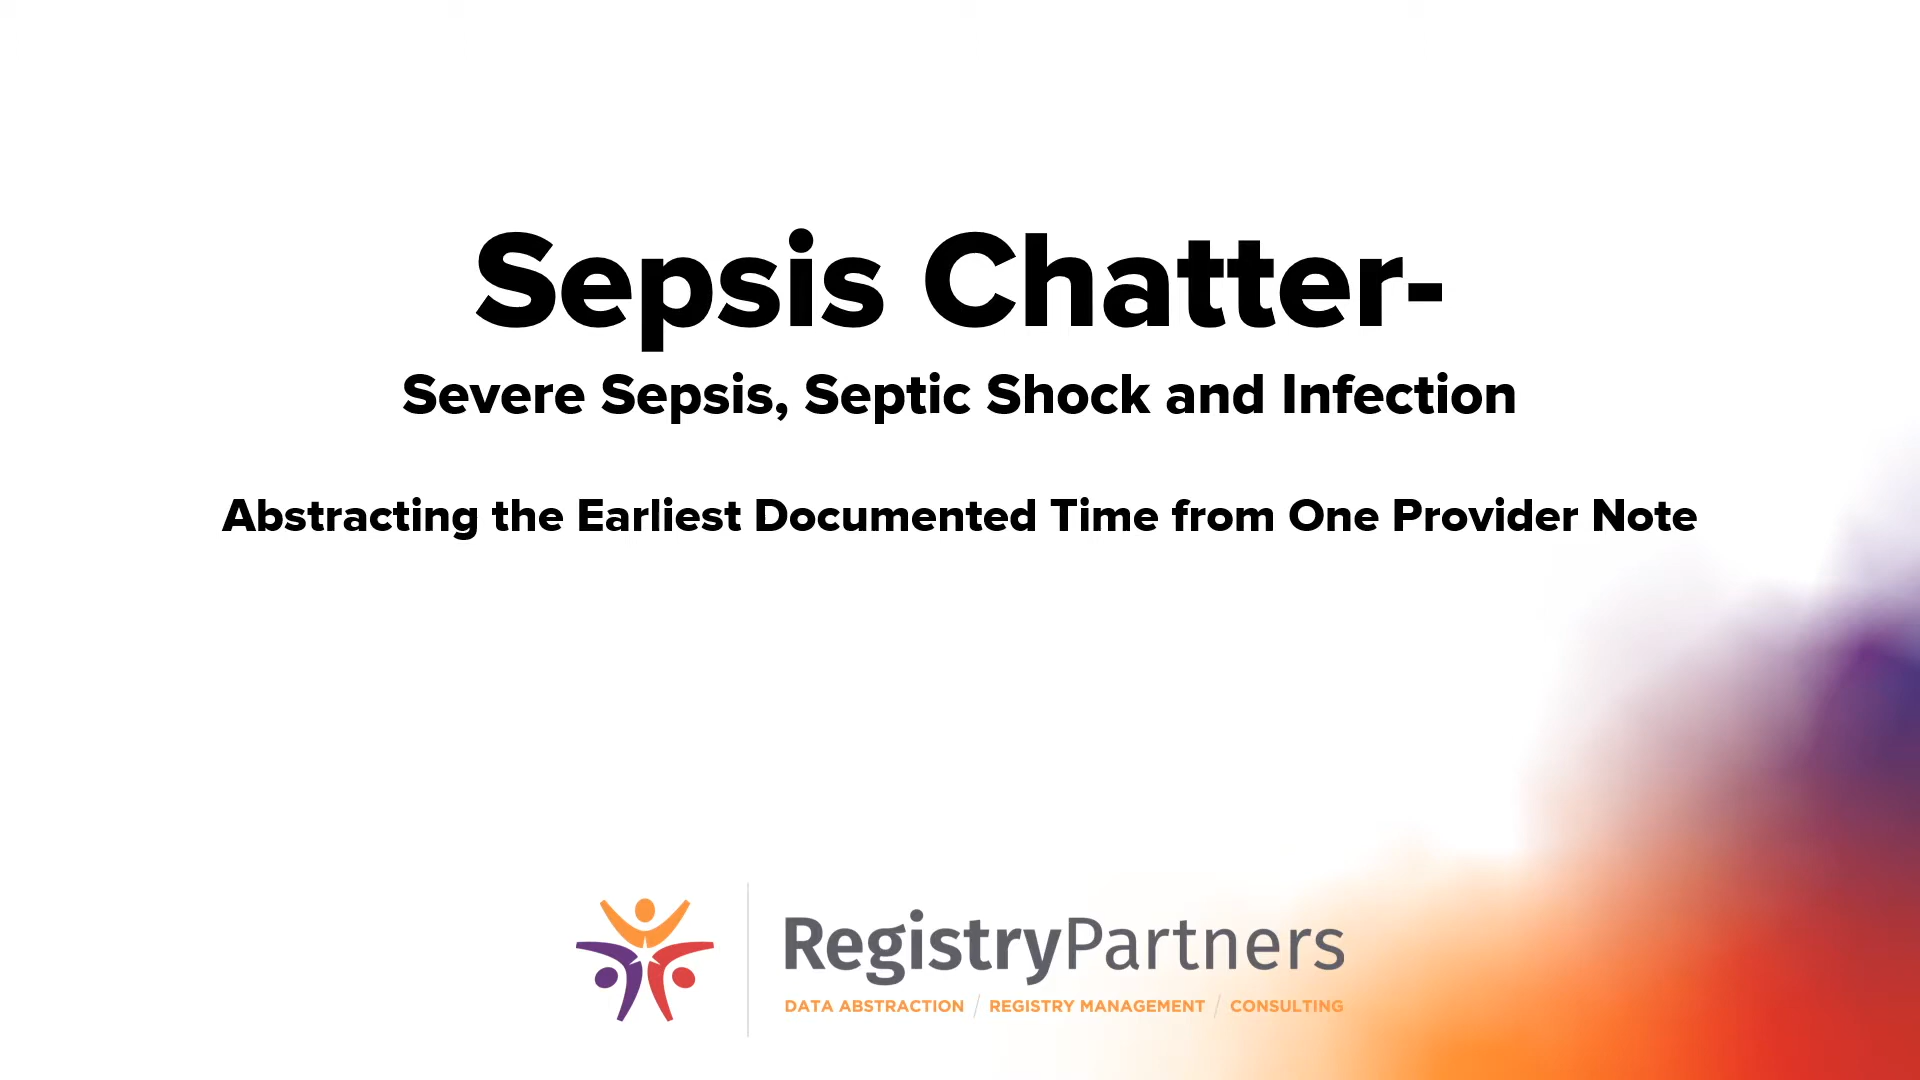 Sepsis Chatter-
Severe Sepsis, Septic Shock and Infection
Abstracting the Earliest Documented Time from One Provider Note
RegistryPartners
DATA ABSTRACTION / REGISTRY MANAGEMENT / CONSULTING